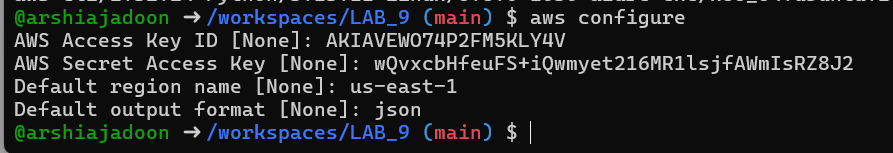 @arshiajadoon ➜ /workspaces/LAB_9 (main) $ aws configure
AWS Access Key ID [None]: AKIAVEWO74P2FM5KLY4V
AWS Secret Access Key [None]: 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
Default region name [None]: us-east-1
Default output format [None]: json
@arshiajadoon ➜ /workspaces/LAB_9 (main) $